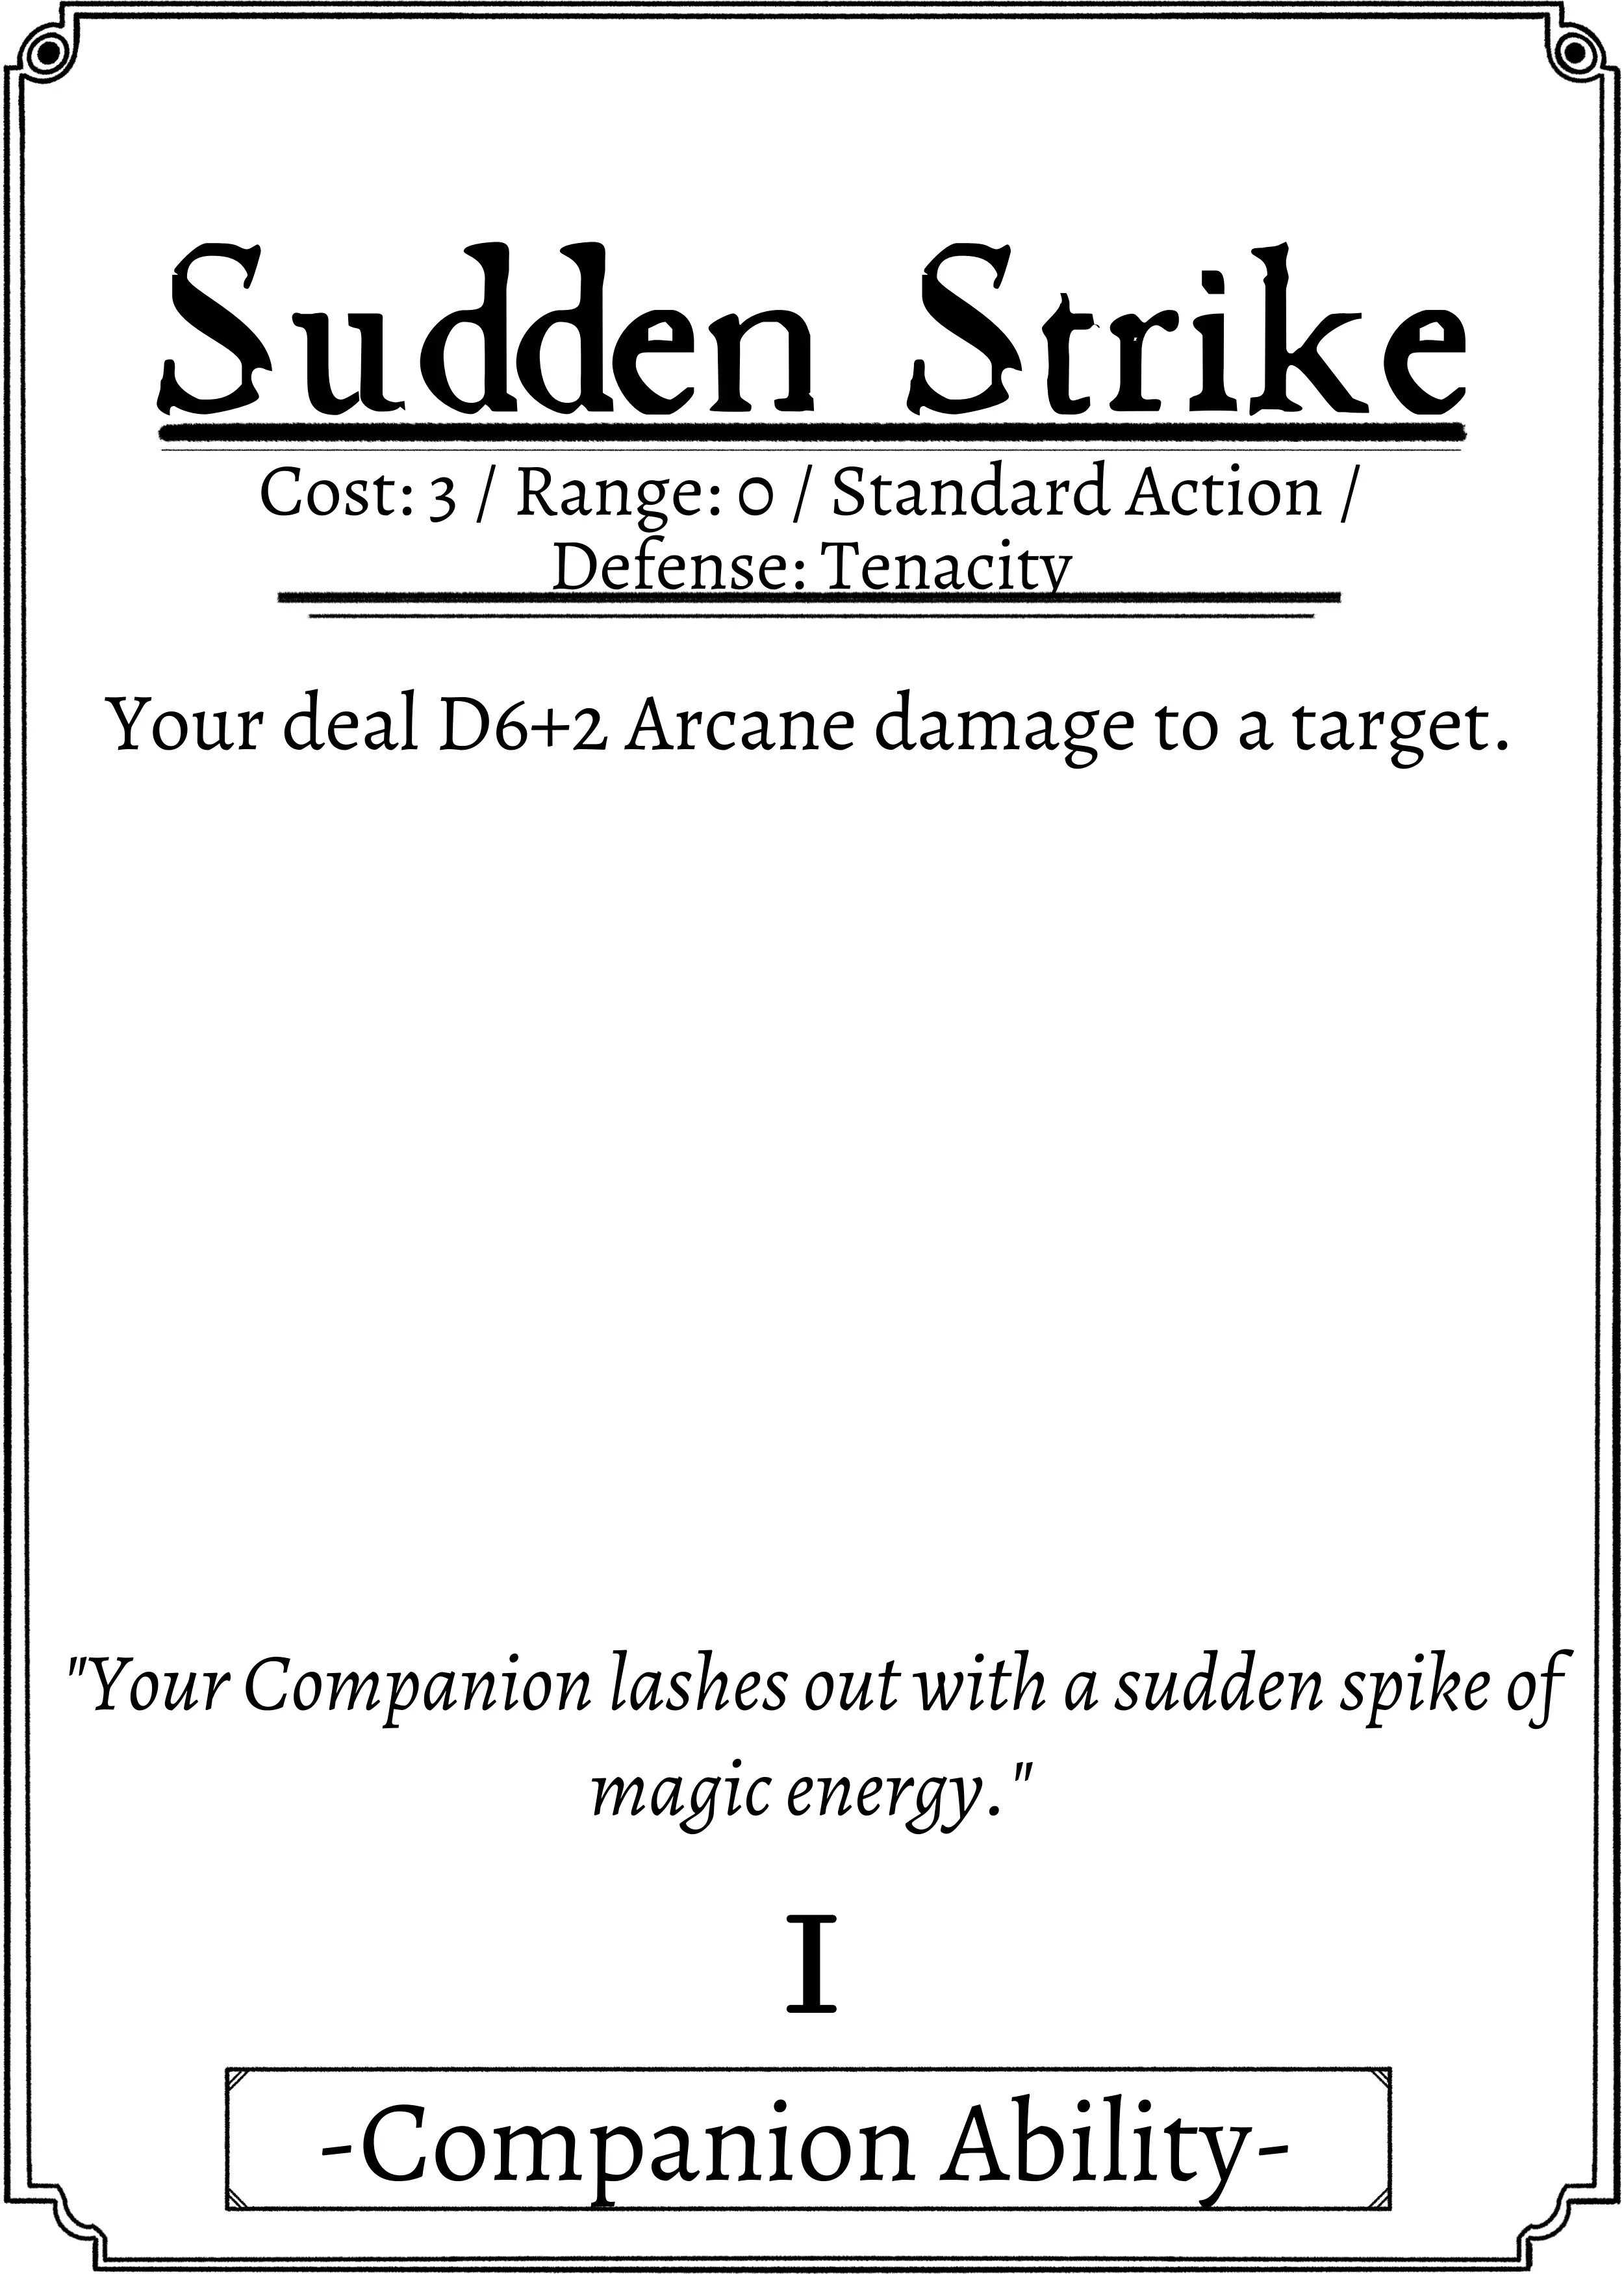 Sudden Strike
Cost: 3 / Range: 0 / Standard Action /
Defense: Tenacity
Your deal D6+2 Arcane damage to a target.
"Your Companion lashes out with a sudden spike of
magic energy."
I
-Companion Ability-